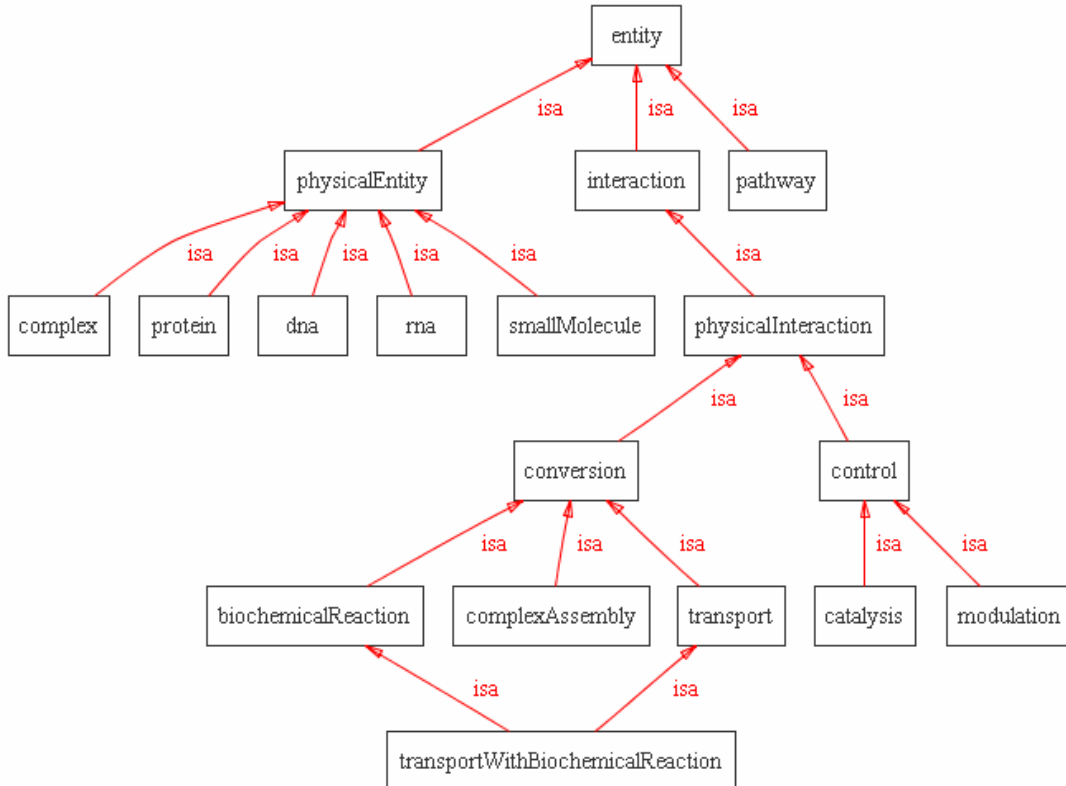 entity
isa
isa
isa
physicalEntity
interaction
pathway
isa
isa
isa
isa
isa
isa
complex
protein
dna
rna
smallMolecule
physicalInteraction
isa
isa
conversion
control
isa
isa
isa
isa
isa
biochemicalReaction
complexAssembly
transport
catalysis
modulation
isa
isa
transportWithBiochemicalReaction